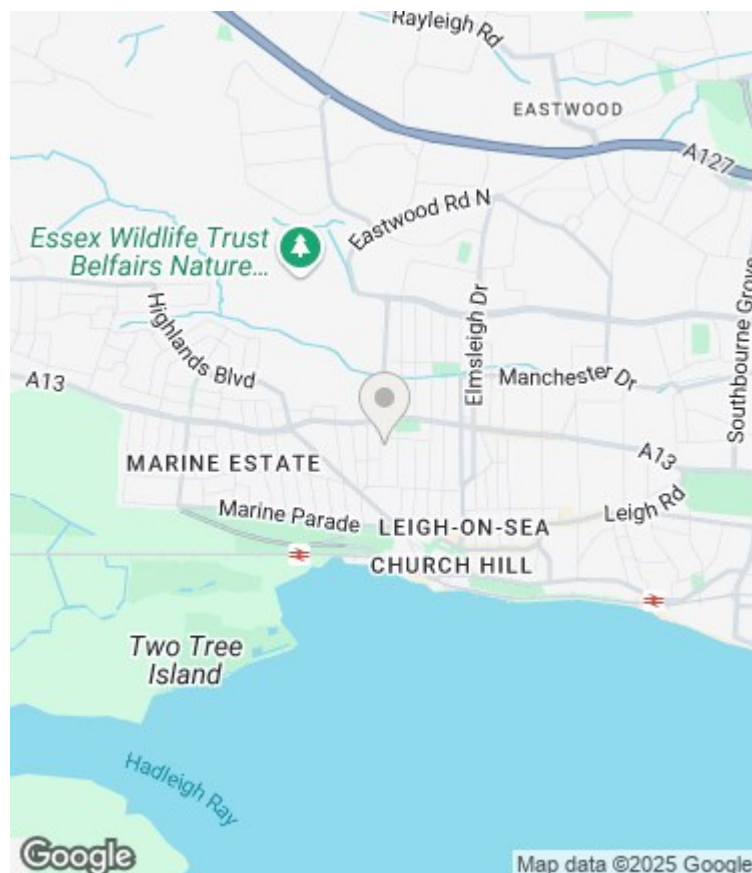 Rayleigh Rd
EASTWOOD
A127
Eastwood Rd N
Essex Wildlife Trust
Belfairs Nature...
Highlands Blvd
Elmsleigh Dr
Southbourne Grove
Manchester Dr
A13
A13
MARINE ESTATE
Marine Parade
Leigh Rd
LEIGH-ON-SEA
CHURCH HILL
Two Tree
Island
Hadleigh Ray
Google
Map data ©2025 Google